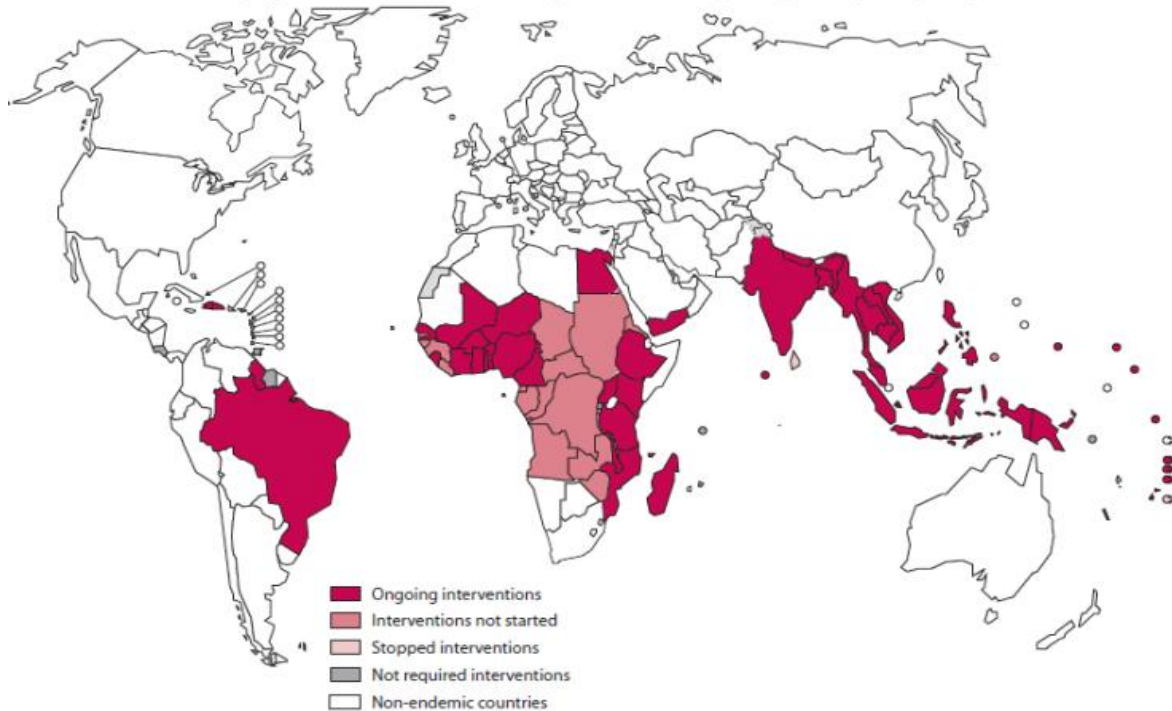 Ongoing interventions
Interventions not started
Stopped interventions
Not required interventions
Non-endemic countries